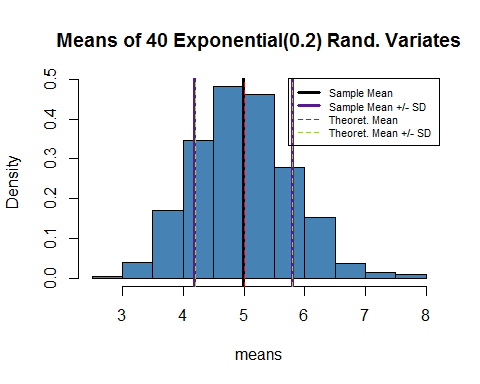 Means of 40 Exponential(0.2) Rand. Variates
Sample Mean
Sample Mean +/- SD
Theoret. Mean
Theoret. Mean +/- SD
Density
0.5
0.4
0.3
0.2
0.1
0.0
3 4 5 6 7 8
means